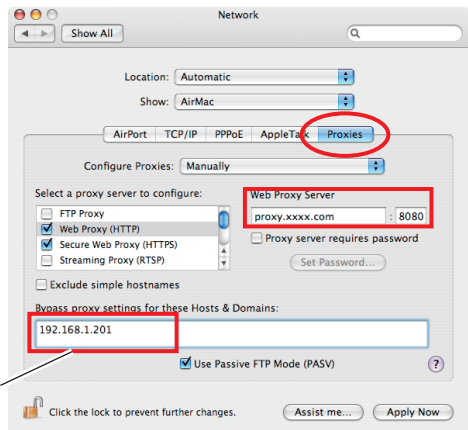 Network
Show All
Location: Automatic
Show: AirMac
AirPort TCP/IP PPPoE AppleTalk Proxies
Configure Proxies: Manually
Select a proxy server to configure: Web Proxy Server
FTP Proxy proxy.xxxx.com : 8080
Web Proxy (HTTP)
Secure Web Proxy (HTTPS) Proxy server requires password
Streaming Proxy (RTSP) Set Password...
Exclude simple hostnames
Bypass proxy settings for these Hosts & Domains:
192.168.1.201
Use Passive FTP Mode (PASV) ?
Click the lock to prevent further changes. Assist me... Apply Now